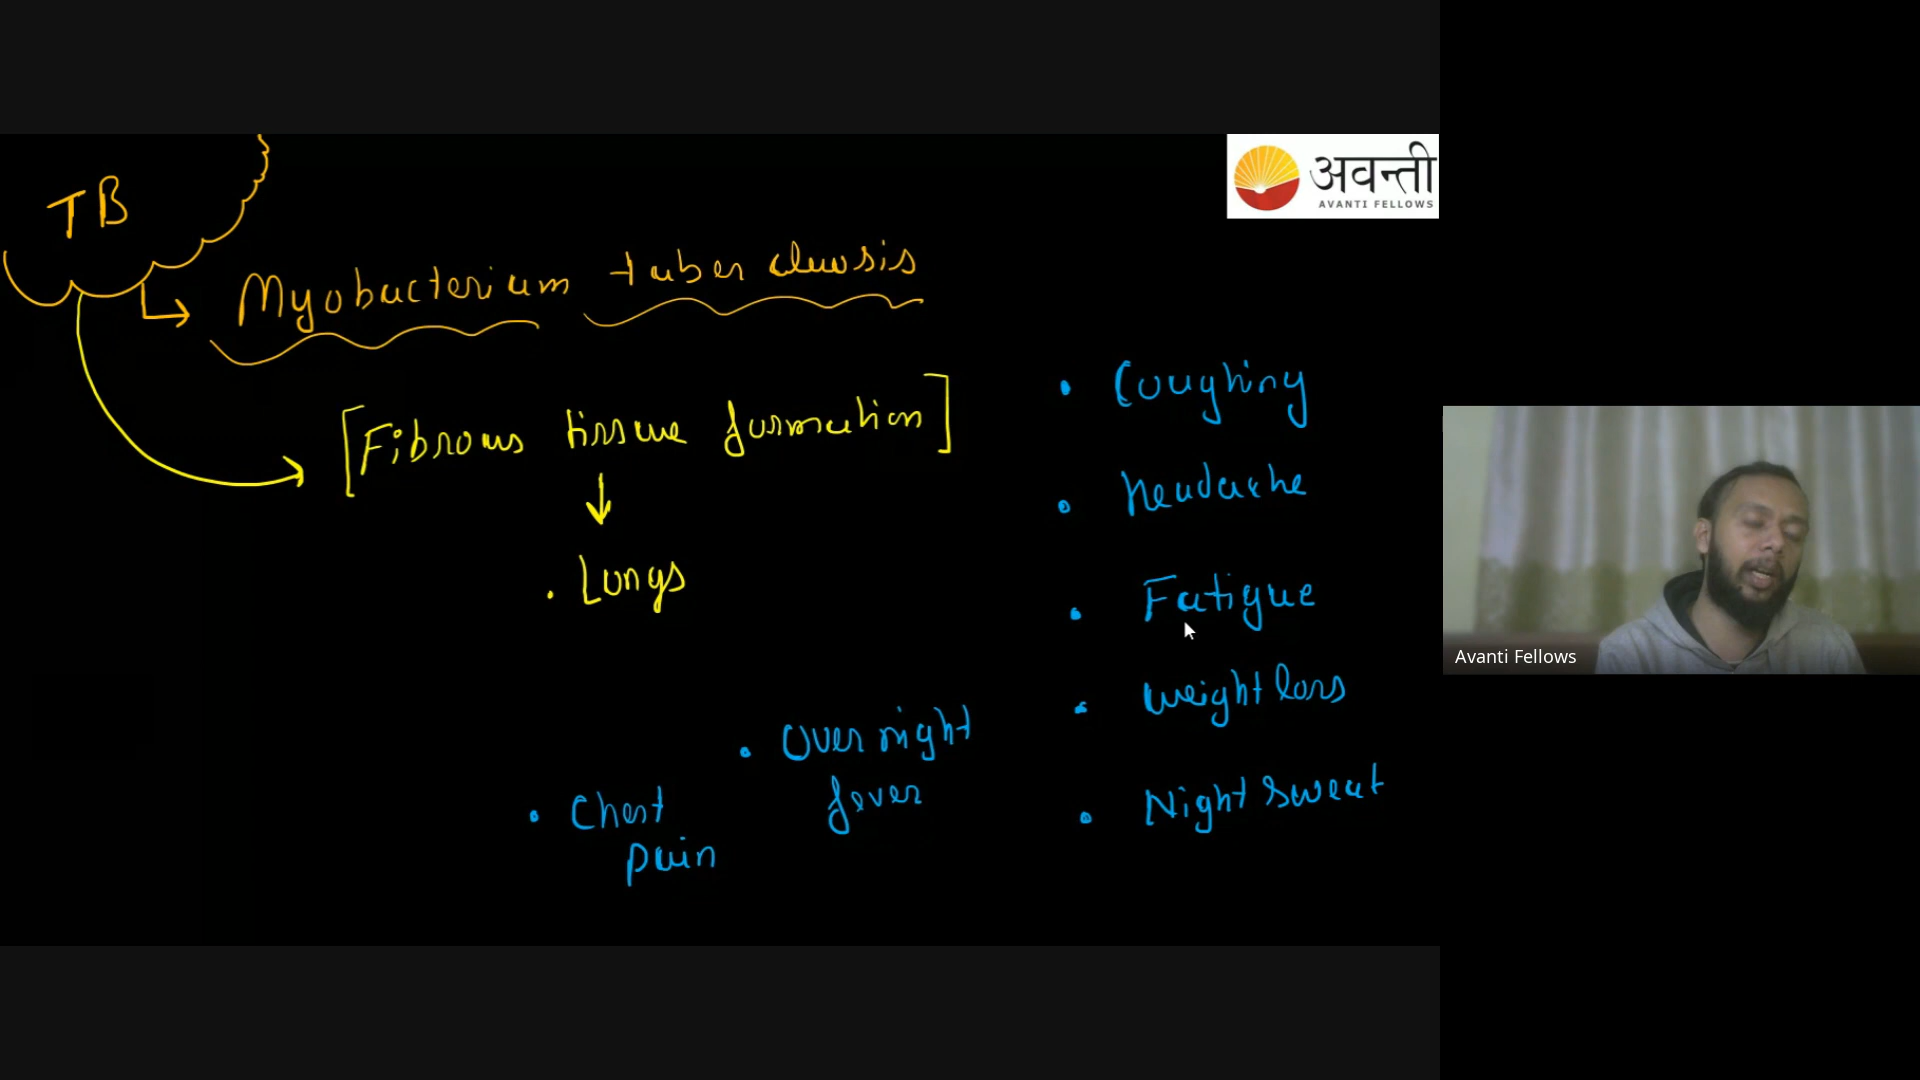 TB
अवन्ती
AVANTI FELLOWS
Myobacterium tubercluosis
[Fibrous tissue formation]
. Lungs
• Coughing
• headache
• Fatigue
• weight loss
• Night sweat
• Over night
fever
• Chest
pain
Avanti Fellows